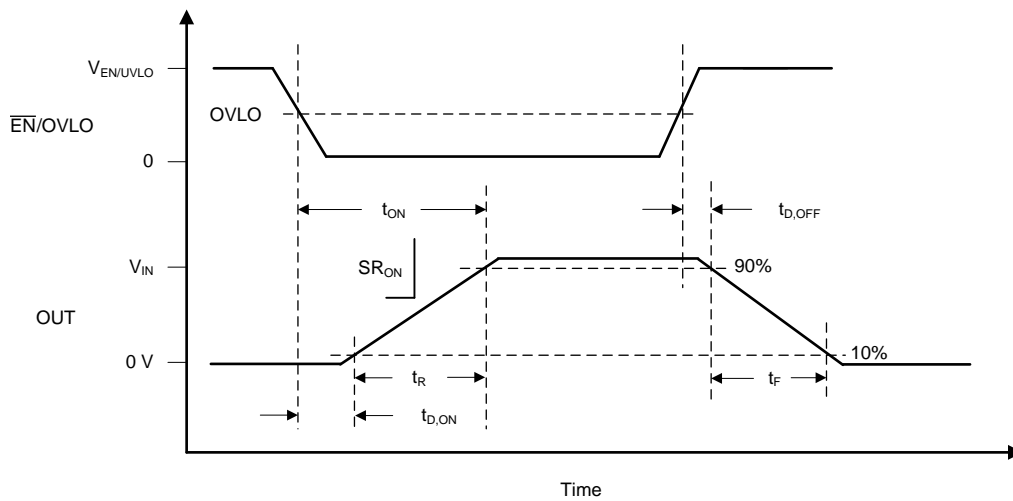 V_EN/UVLO
E̅N̅/OVLO
OVLO
0
t_ON
t_D,OFF
SR_ON
V_IN
90%
OUT
0 V
10%
t_R
t_F
t_D,ON
Time